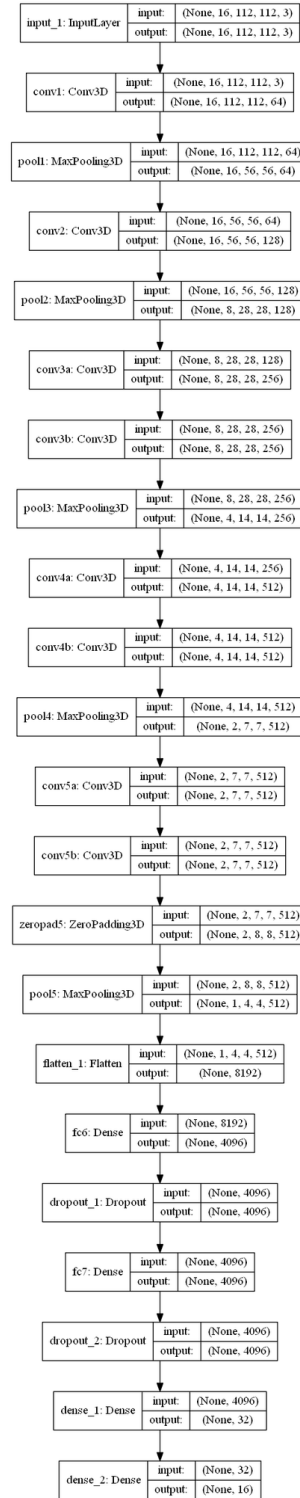 input_1: InputLayer input: (None, 16, 112, 112, 3)
output: (None, 16, 112, 112, 3)
conv1: Conv3D input: (None, 16, 112, 112, 3)
output: (None, 16, 112, 112, 64)
pool1: MaxPooling3D input: (None, 16, 112, 112, 64)
output: (None, 16, 56, 56, 64)
conv2: Conv3D input: (None, 16, 56, 56, 64)
output: (None, 16, 56, 56, 128)
pool2: MaxPooling3D input: (None, 16, 56, 56, 128)
output: (None, 8, 28, 28, 128)
conv3a: Conv3D input: (None, 8, 28, 28, 128)
output: (None, 8, 28, 28, 256)
conv3b: Conv3D input: (None, 8, 28, 28, 256)
output: (None, 8, 28, 28, 256)
pool3: MaxPooling3D input: (None, 8, 28, 28, 256)
output: (None, 4, 14, 14, 256)
conv4a: Conv3D input: (None, 4, 14, 14, 256)
output: (None, 4, 14, 14, 512)
conv4b: Conv3D input: (None, 4, 14, 14, 512)
output: (None, 4, 14, 14, 512)
pool4: MaxPooling3D input: (None, 4, 14, 14, 512)
output: (None, 2, 7, 7, 512)
conv5a: Conv3D input: (None, 2, 7, 7, 512)
output: (None, 2, 7, 7, 512)
conv5b: Conv3D input: (None, 2, 7, 7, 512)
output: (None, 2, 7, 7, 512)
zeropad5: ZeroPadding3D input: (None, 2, 7, 7, 512)
output: (None, 2, 8, 8, 512)
pool5: MaxPooling3D input: (None, 2, 8, 8, 512)
output: (None, 1, 4, 4, 512)
flatten_1: Flatten input: (None, 1, 4, 4, 512)
output: (None, 8192)
fc6: Dense input: (None, 8192)
output: (None, 4096)
dropout_1: Dropout input: (None, 4096)
output: (None, 4096)
fc7: Dense input: (None, 4096)
output: (None, 4096)
dropout_2: Dropout input: (None, 4096)
output: (None, 4096)
dense_1: Dense input: (None, 4096)
output: (None, 32)
dense_2: Dense input: (None, 32)
output: (None, 16)